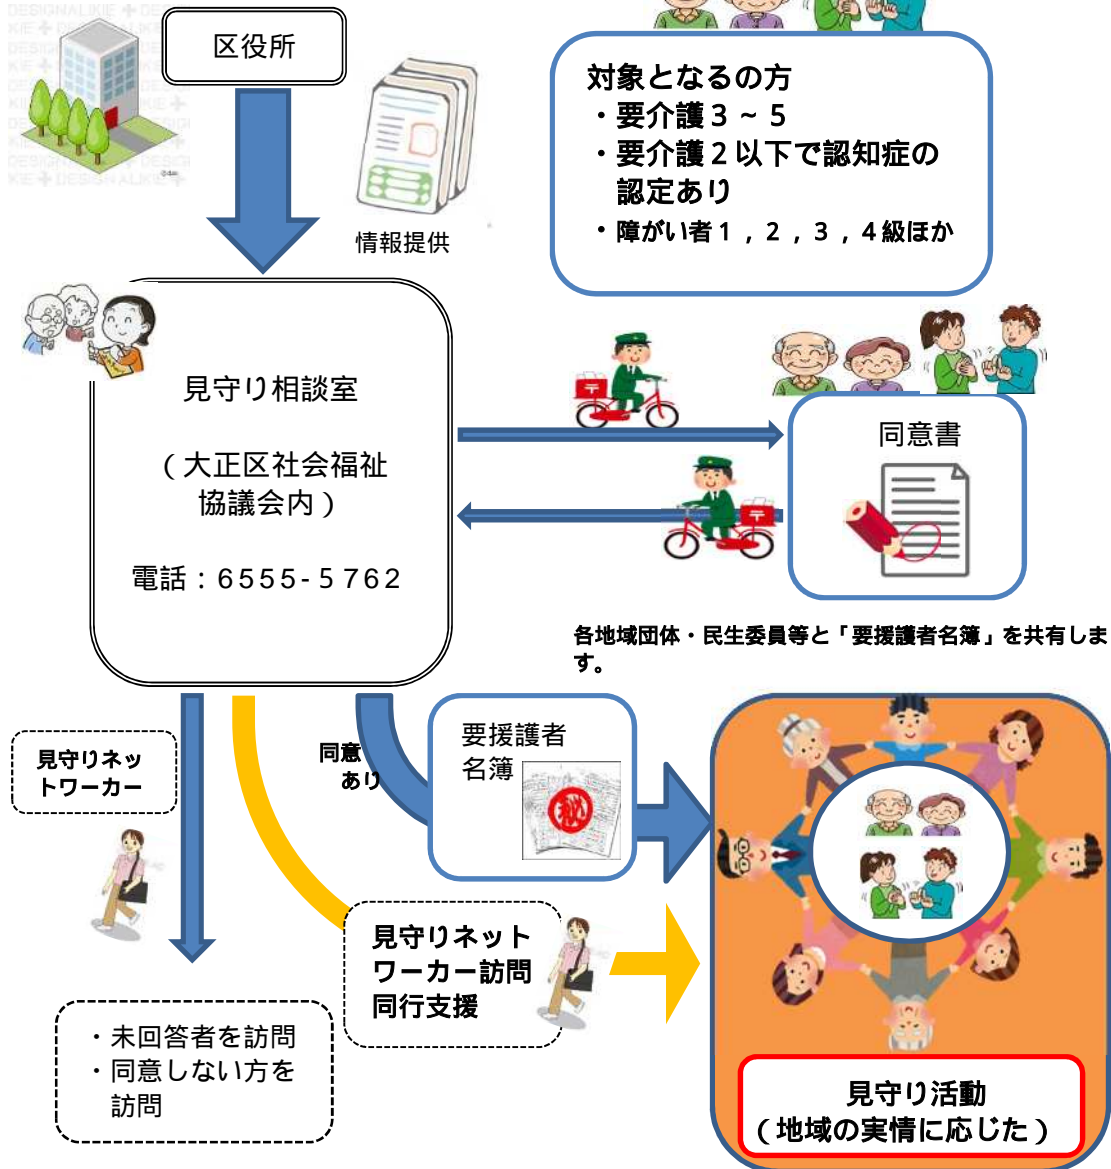 区役所
対象となるの方
・要介護３～５
・要介護２以下で認知症の
認定あり
・障がい者１，２，３，４級ほか
情報提供
見守り相談室
（大正区社会福祉
協議会内）
電話：6555-５762
同意書
各地域団体・民生委員等と「要援護者名簿」を共有しま
す。
見守りネッ
トワーカー
同意
あり
要援護者
名簿
㊙
見守りネット
ワーカー訪問
同行支援
・未回答者を訪問
・同意しない方を
訪問
見守り活動
（地域の実情に応じた）